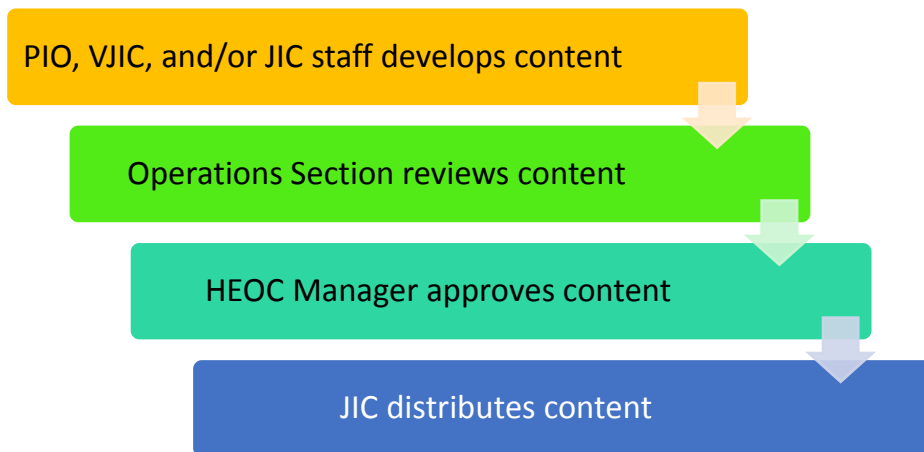 PIO, VJIC, and/or JIC staff develops content
Operations Section reviews content
HEOC Manager approves content
JIC distributes content